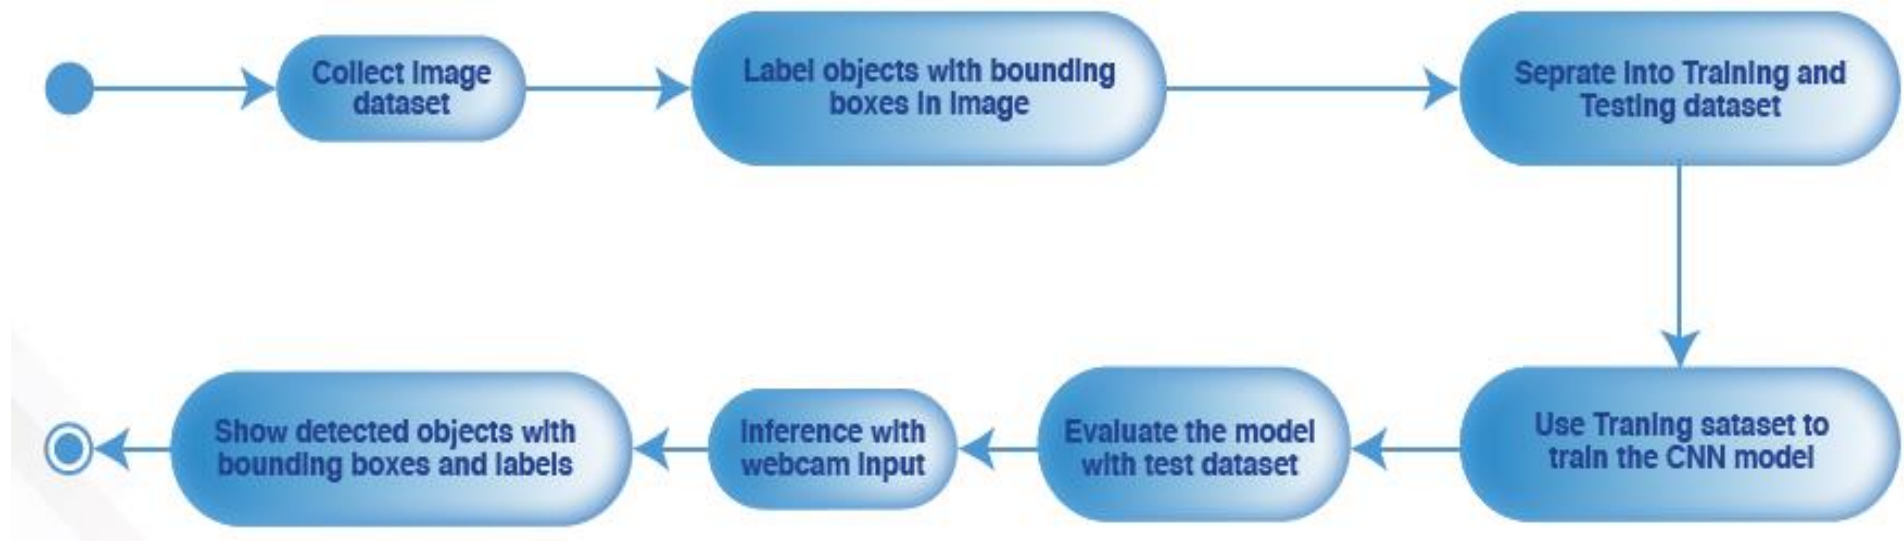 Collect Image
dataset
Label objects with bounding
boxes in Image
Seprate into Training and
Testing dataset
Use Traning sataset to
train the CNN model
Evaluate the model
with test dataset
Inference with
webcam Input
Show detected objects with
bounding boxes and labels